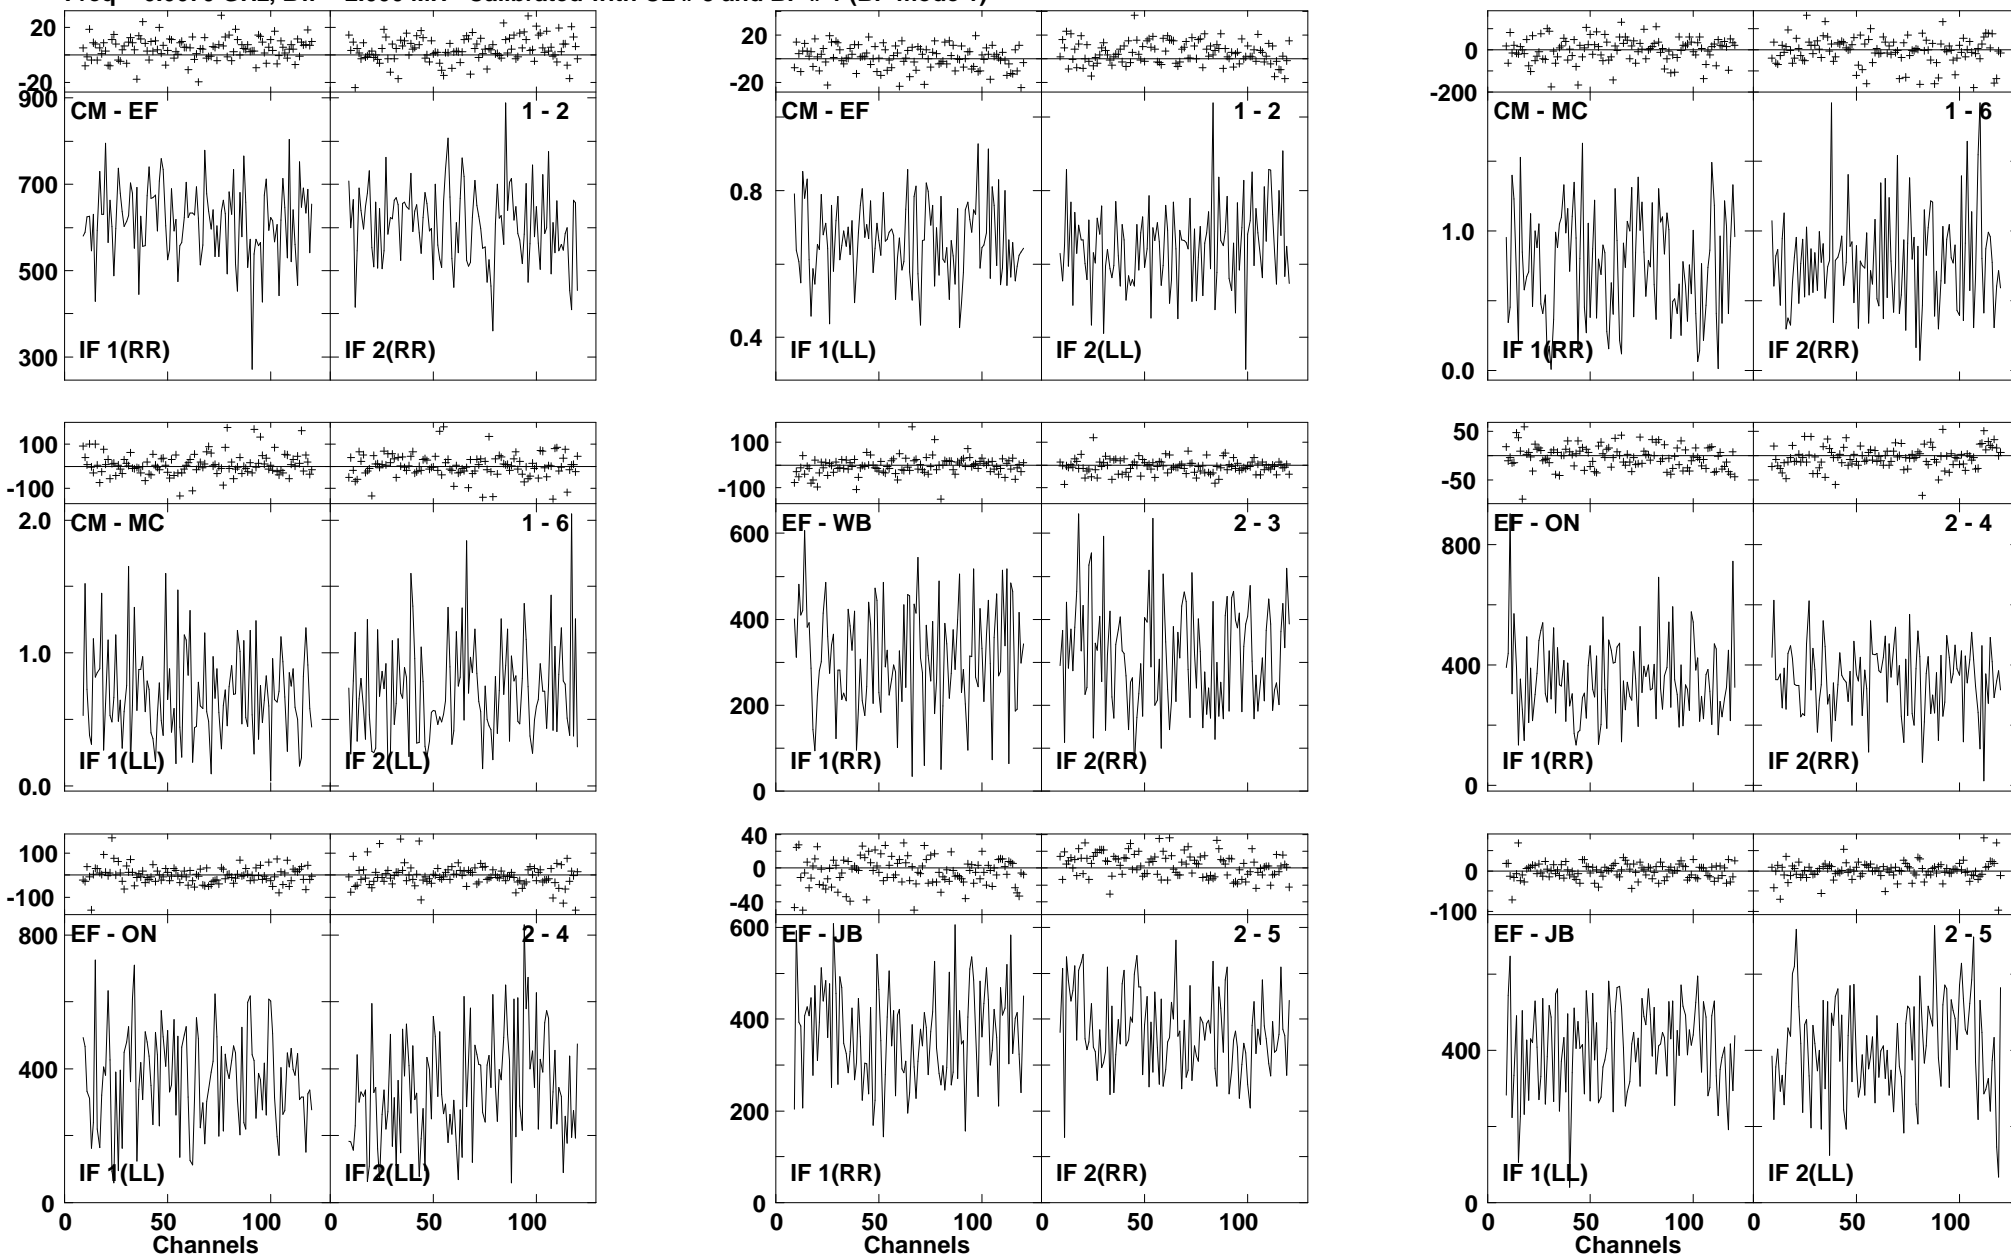 20
-20
900
700
500
300
CM - EF
1 - 2
IF 1(RR)
IF 2(RR)
20
-20
0.8
0.4
CM - EF
1 - 2
IF 1(LL)
IF 2(LL)
0
-200
1.0
0.0
CM - MC
1 - 6
IF 1(RR)
IF 2(RR)
100
-100
2.0
1.0
0.0
CM - MC
1 - 6
IF 1(LL)
IF 2(LL)
100
-100
600
400
200
0
EF - WB
2 - 3
IF 1(RR)
IF 2(RR)
50
-50
800
400
0
EF - ON
2 - 4
IF 1(RR)
IF 2(RR)
100
-100
800
400
0
EF - ON
2 - 4
IF 1(LL)
IF 2(LL)
0 50 100 0 50 100
Channels
40
0
-40
600
400
200
0
EF - JB
2 - 5
IF 1(RR)
IF 2(RR)
0 50 100 0 50 100
Channels
0
-100
400
0
EF - JB
2 - 5
IF 1(LL)
IF 2(LL)
0 50 100 0 50 100
Channels